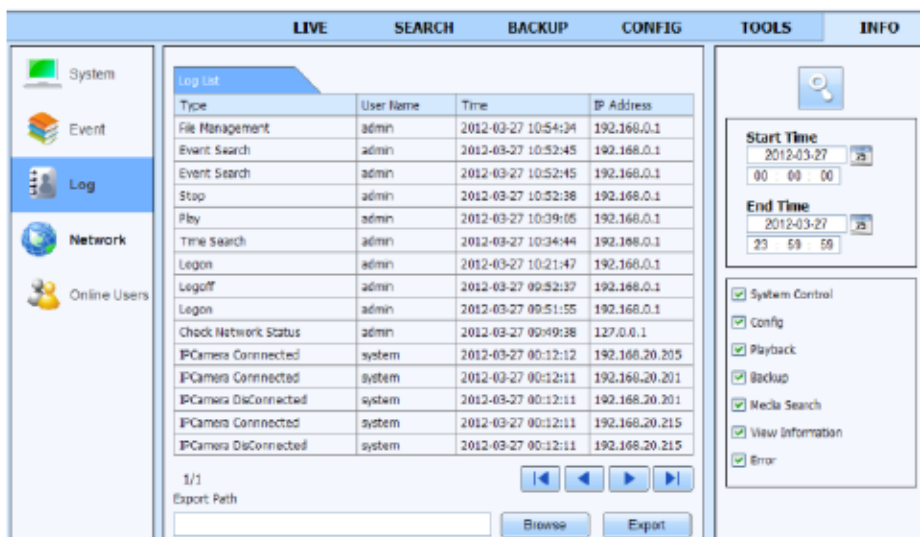 LIVE SEARCH BACKUP CONFIG TOOLS INFO
System
Event
Log
Network
Online Users
Log List
Type User Name Time IP Address
File Management admin 2012-03-27 10:54:34 192.168.0.1
Event Search admin 2012-03-27 10:52:45 192.168.0.1
Event Search admin 2012-03-27 10:52:45 192.168.0.1
Stop admin 2012-03-27 10:52:38 192.168.0.1
Play admin 2012-03-27 10:39:05 192.168.0.1
Time Search admin 2012-03-27 10:34:44 192.168.0.1
Logon admin 2012-03-27 10:21:47 192.168.0.1
Logoff admin 2012-03-27 09:52:37 192.168.0.1
Logon admin 2012-03-27 09:51:55 192.168.0.1
Check Network Status admin 2012-03-27 09:49:38 127.0.0.1
IPCamera Connnected system 2012-03-27 00:12:12 192.168.20.205
IPCamera Connnected system 2012-03-27 00:12:11 192.168.20.201
IPCamera DisConnected system 2012-03-27 00:12:11 192.168.20.201
IPCamera Connnected system 2012-03-27 00:12:11 192.168.20.215
IPCamera DisConnected system 2012-03-27 00:12:11 192.168.20.215
1/1
Export Path
Browse Export
Start Time
2012-03-27
00 : 00 : 00
End Time
2012-03-27
23 : 59 : 59
System Control
Config
Playback
Backup
Media Search
View Information
Error